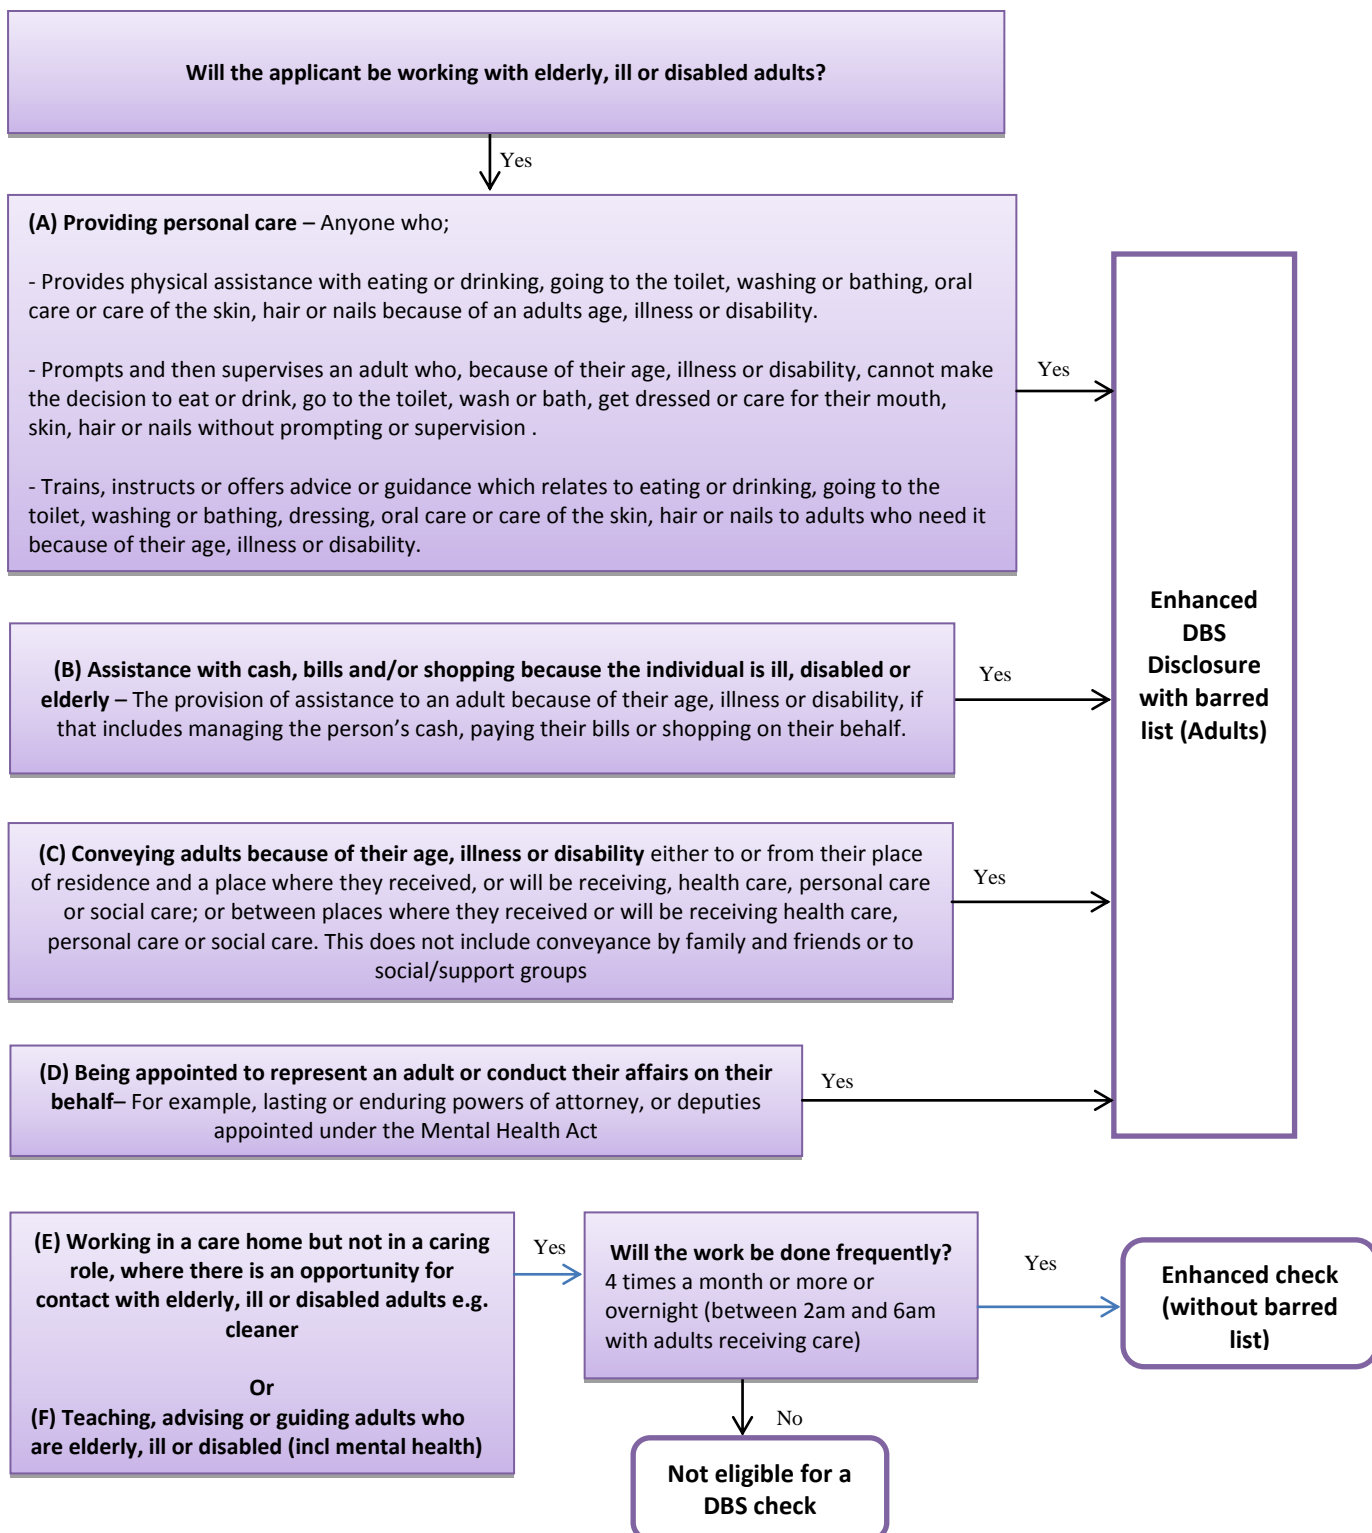 Will the applicant be working with elderly, ill or disabled adults?
Yes
(A) Providing personal care – Anyone who;
- Provides physical assistance with eating or drinking, going to the toilet, washing or bathing, oral
care or care of the skin, hair or nails because of an adults age, illness or disability.
- Prompts and then supervises an adult who, because of their age, illness or disability, cannot make
the decision to eat or drink, go to the toilet, wash or bath, get dressed or care for their mouth,
skin, hair or nails without prompting or supervision .
- Trains, instructs or offers advice or guidance which relates to eating or drinking, going to the
toilet, washing or bathing, dressing, oral care or care of the skin, hair or nails to adults who need it
because of their age, illness or disability.
Yes
(B) Assistance with cash, bills and/or shopping because the individual is ill, disabled or
elderly – The provision of assistance to an adult because of their age, illness or disability, if
that includes managing the person’s cash, paying their bills or shopping on their behalf.
Yes
(C) Conveying adults because of their age, illness or disability either to or from their place
of residence and a place where they received, or will be receiving, health care, personal care
or social care; or between places where they received or will be receiving health care,
personal care or social care. This does not include conveyance by family and friends or to
social/support groups
Yes
(D) Being appointed to represent an adult or conduct their affairs on their
behalf– For example, lasting or enduring powers of attorney, or deputies
appointed under the Mental Health Act
Yes
Enhanced
DBS
Disclosure
with barred
list (Adults)
(E) Working in a care home but not in a caring
role, where there is an opportunity for
contact with elderly, ill or disabled adults e.g.
cleaner
Or
(F) Teaching, advising or guiding adults who
are elderly, ill or disabled (incl mental health)
Yes
Will the work be done frequently?
4 times a month or more or
overnight (between 2am and 6am
with adults receiving care)
Yes
Enhanced check
(without barred
list)
No
Not eligible for a
DBS check